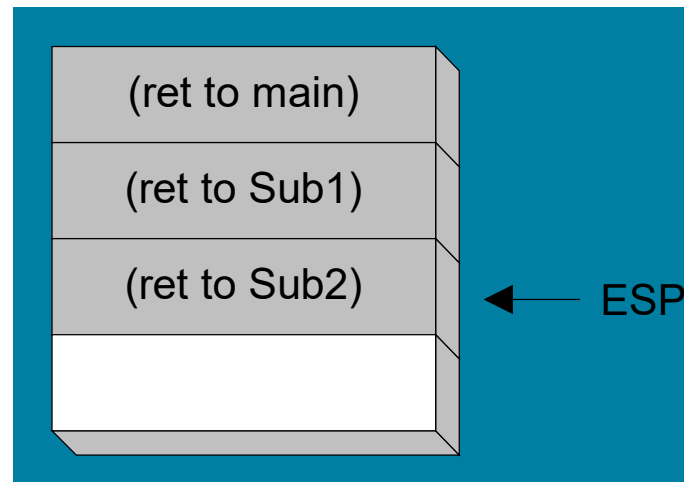 (ret to main)
(ret to Sub1)
(ret to Sub2)
ESP